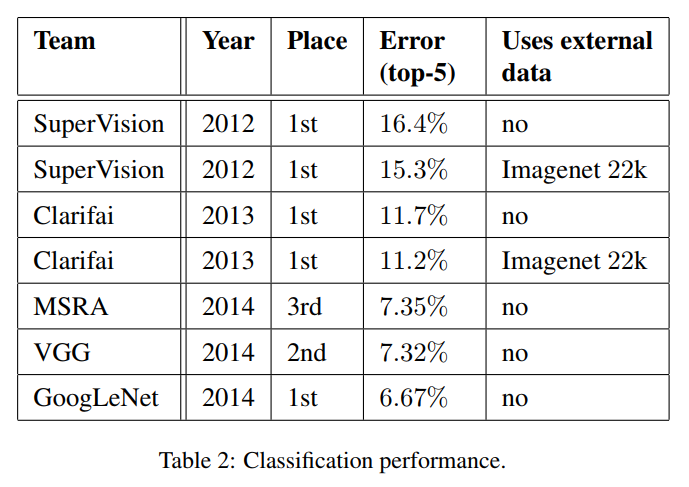 Team Year Place Error Uses external
(top-5) data
SuperVision 2012 1st 16.4% no
SuperVision 2012 1st 15.3% Imagenet 22k
Clarifai 2013 1st 11.7% no
Clarifai 2013 1st 11.2% Imagenet 22k
MSRA 2014 3rd 7.35% no
VGG 2014 2nd 7.32% no
GoogLeNet 2014 1st 6.67% no
Table 2: Classification performance.